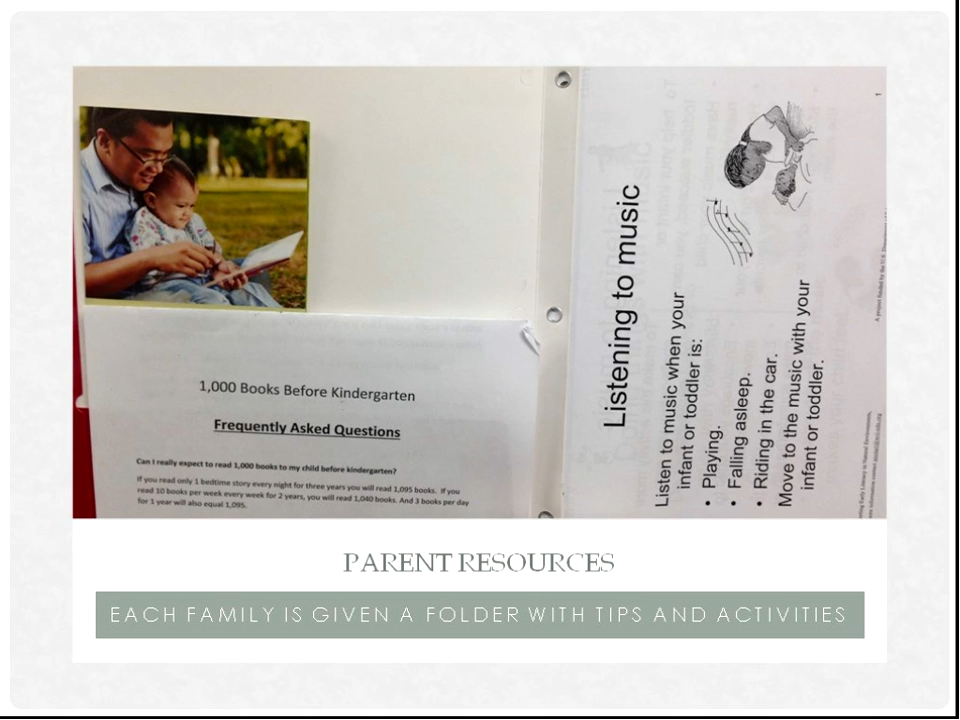 1,000 Books Before Kindergarten
Frequently Asked Questions
Can I really expect to read 1,000 books to my child before kindergarten?
If you read only 1 bedtime story every night for three years you will read 1,095 books. If you
read 10 books per week every week for 2 years, you will read 1,040 books. And 3 books per day
for 1 year will also equal 1,095.
Listening to music
Listen to music when your
infant or toddler is:
• Playing.
• Falling asleep.
• Riding in the car.
Move to the music with your
infant or toddler.
1
PARENT RESOURCES
EACH FAMILY IS GIVEN A FOLDER WITH TIPS AND ACTIVITIES